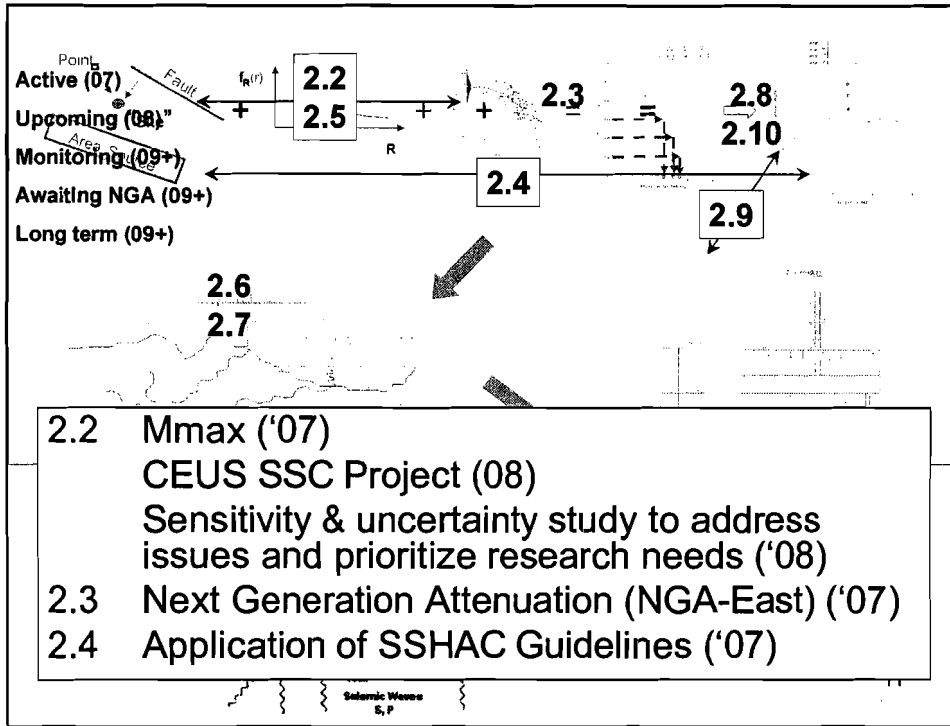 Point
Active (07)
Fault
f_R(r)
2.2
2.3
2.8
Upcoming (08)"
2.5
R
2.10
Area Source
Monitoring (09+)
2.4
Awaiting NGA (09+)
2.9
Long term (09+)
2.6
2.7
2.2 Mmax (‘07)
CEUS SSC Project (08)
Sensitivity & uncertainty study to address
issues and prioritize research needs (‘08)
2.3 Next Generation Attenuation (NGA-East) (‘07)
2.4 Application of SSHAC Guidelines (‘07)
Seismic Waves
S, P